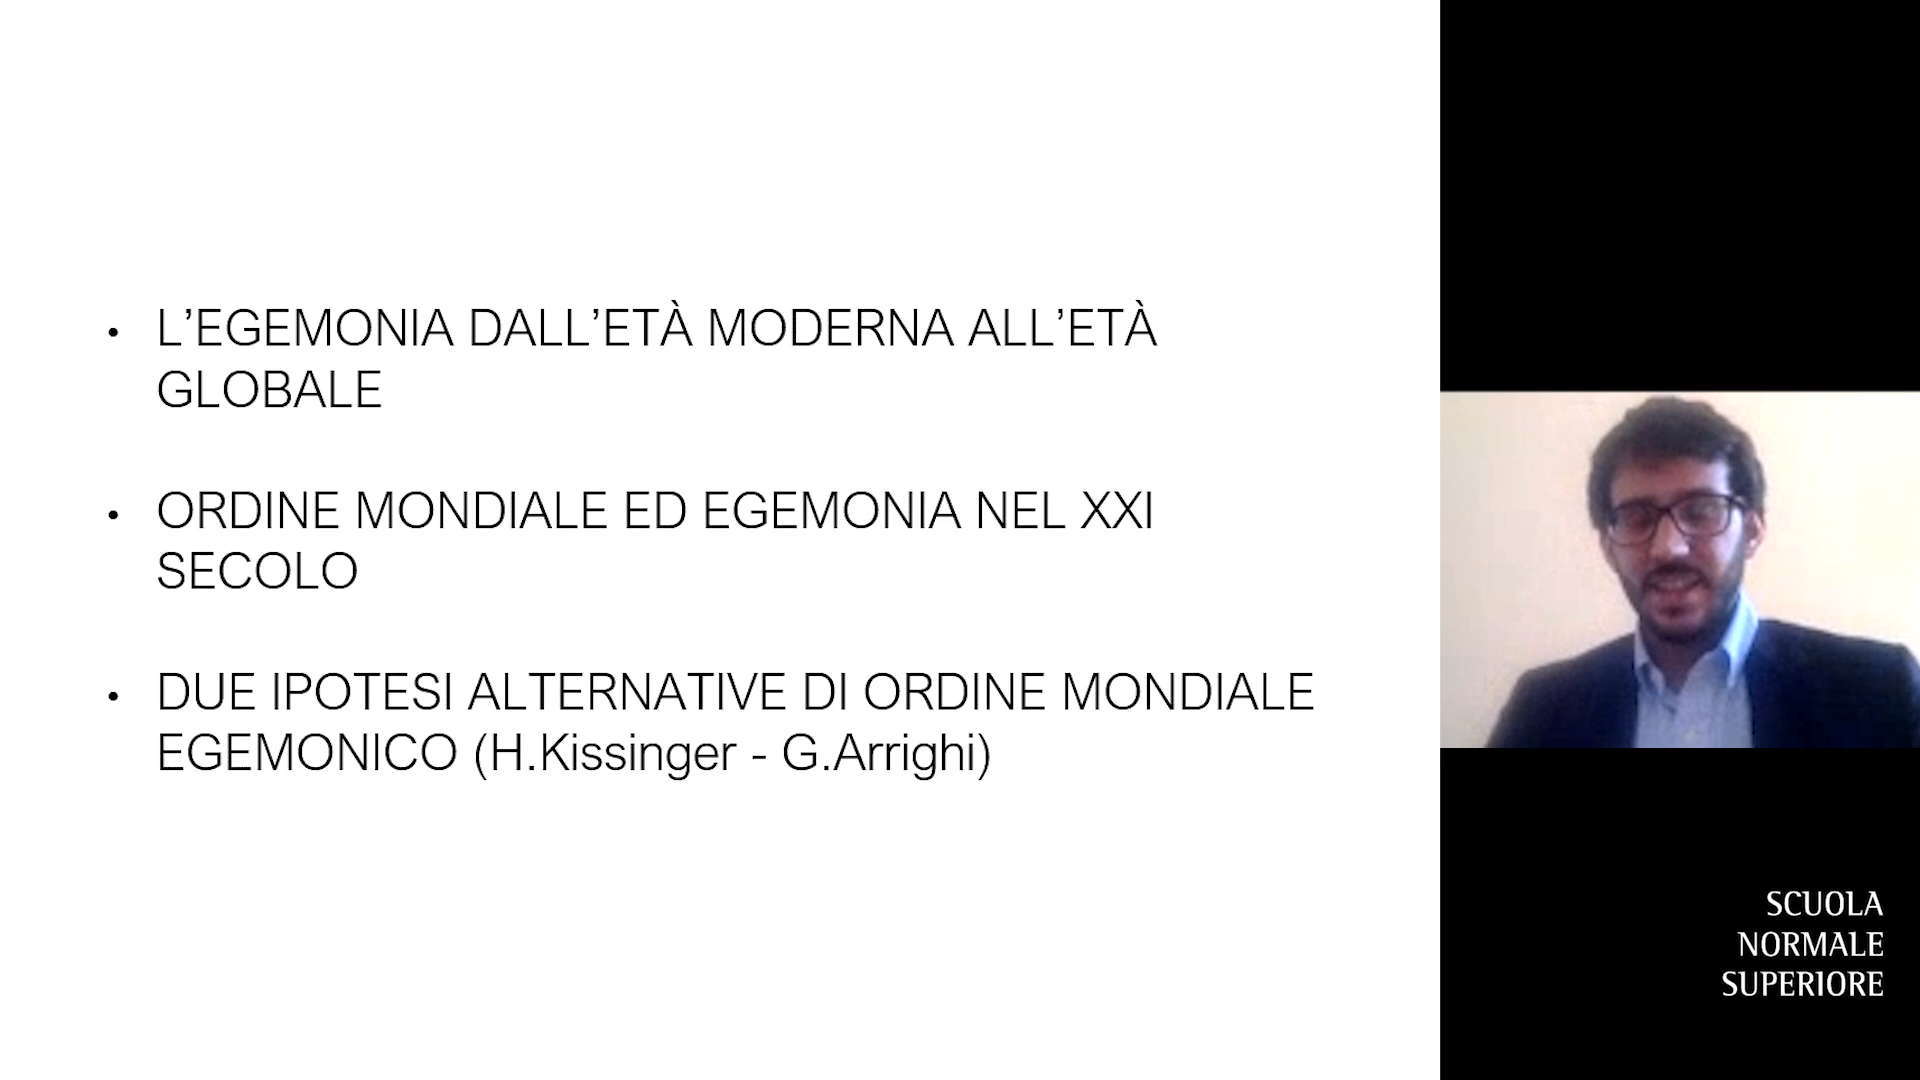 • L’EGEMONIA DALL’ETÀ MODERNA ALL’ETÀ
GLOBALE
• ORDINE MONDIALE ED EGEMONIA NEL XXI
SECOLO
• DUE IPOTESI ALTERNATIVE DI ORDINE MONDIALE
EGEMONICO (H.Kissinger - G.Arrighi)
SCUOLA
NORMALE
SUPERIORE